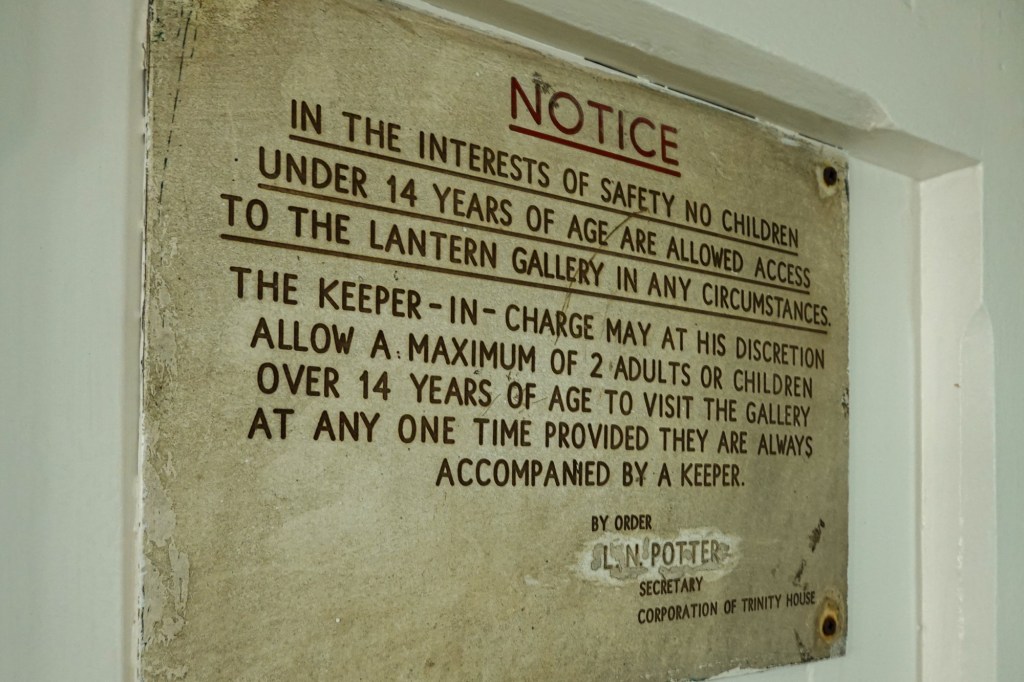 NOTICE
IN THE INTERESTS OF SAFETY NO CHILDREN
UNDER 14 YEARS OF AGE ARE ALLOWED ACCESS
TO THE LANTERN GALLERY IN ANY CIRCUMSTANCES.
THE KEEPER-IN-CHARGE MAY AT HIS DISCRETION
ALLOW A MAXIMUM OF 2 ADULTS OR CHILDREN
OVER 14 YEARS OF AGE TO VISIT THE GALLERY
AT ANY ONE TIME PROVIDED THEY ARE ALWAYS
ACCOMPANIED BY A KEEPER.
BY ORDER
L. N. POTTER
SECRETARY
CORPORATION OF TRINITY HOUSE